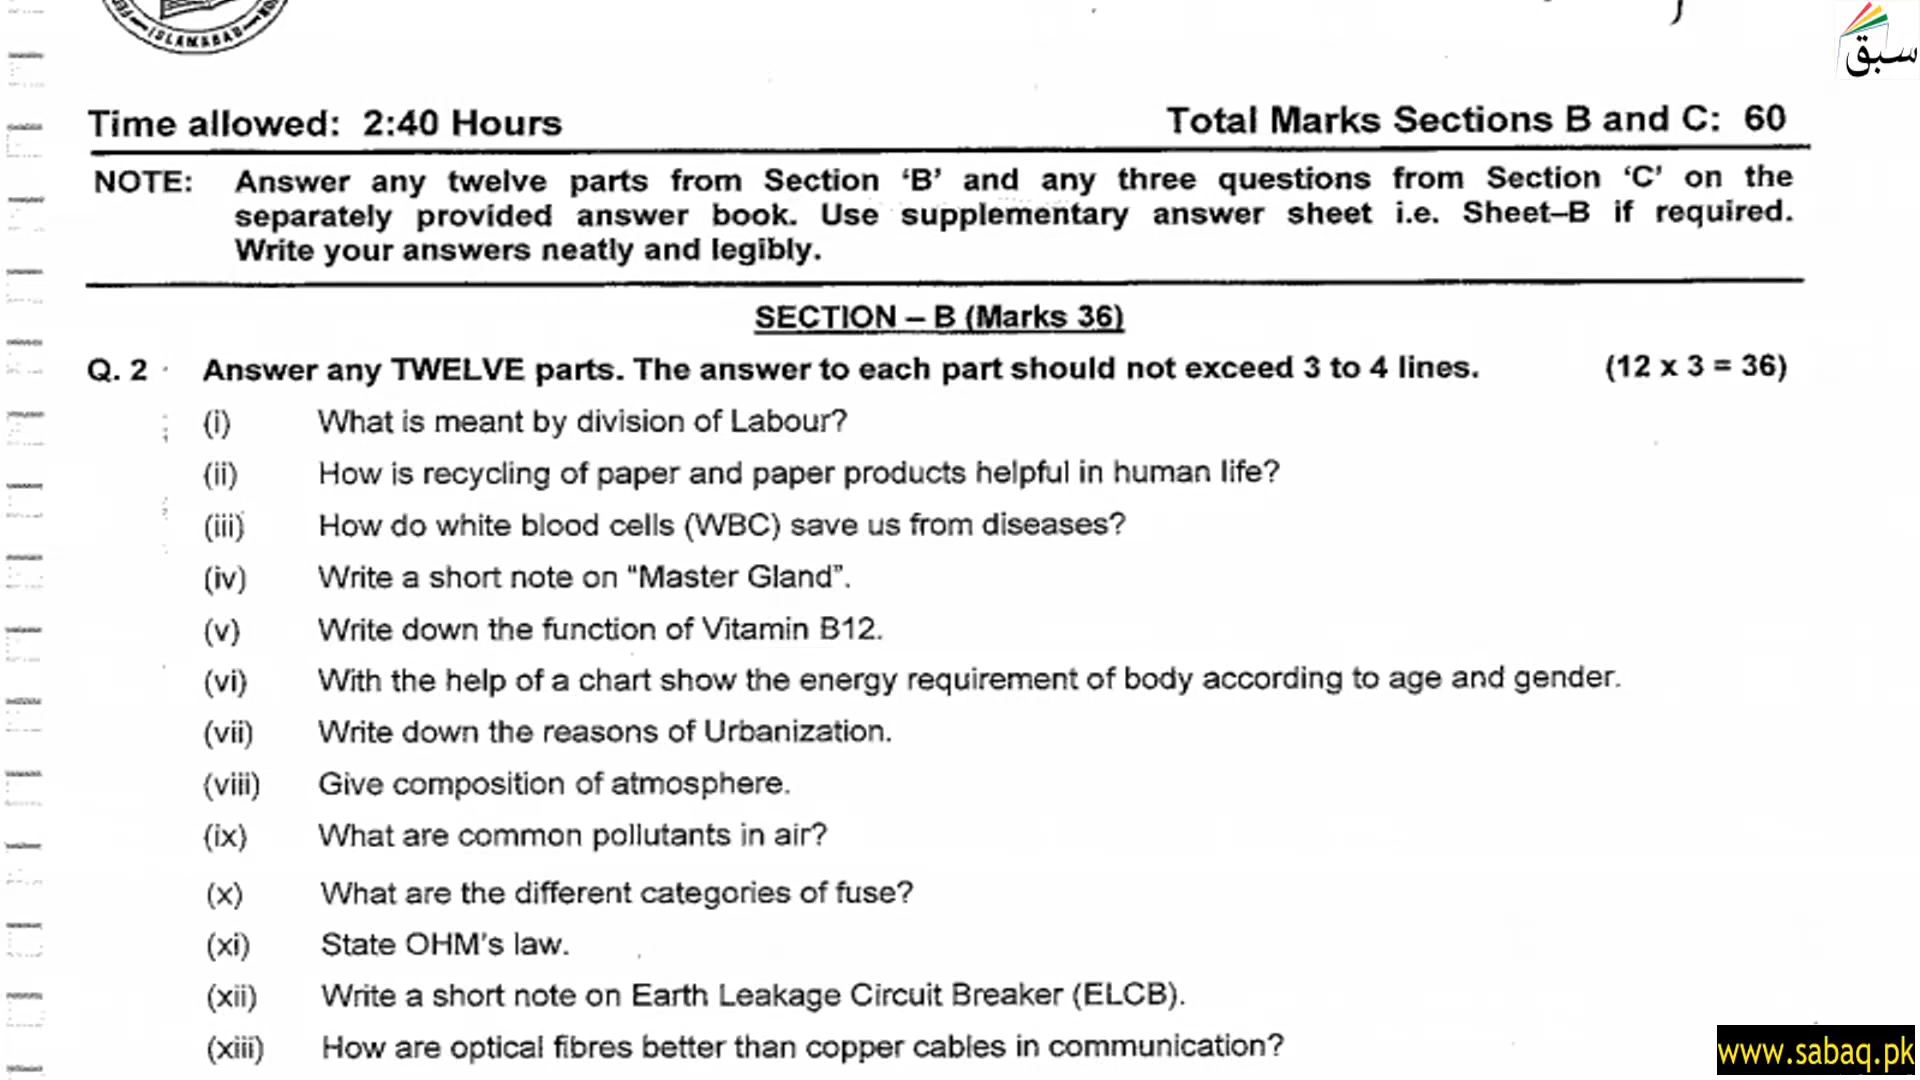 ISLAMABAD
سبق
Time allowed: 2:40 Hours
Total Marks Sections B and C: 60
NOTE: Answer any twelve parts from Section ‘B’ and any three questions from Section ‘C’ on the
separately provided answer book. Use supplementary answer sheet i.e. Sheet–B if required.
Write your answers neatly and legibly.
SECTION – B (Marks 36)
Q. 2 Answer any TWELVE parts. The answer to each part should not exceed 3 to 4 lines. (12 x 3 = 36)
(i) What is meant by division of Labour?
(ii) How is recycling of paper and paper products helpful in human life?
(iii) How do white blood cells (WBC) save us from diseases?
(iv) Write a short note on “Master Gland”.
(v) Write down the function of Vitamin B12.
(vi) With the help of a chart show the energy requirement of body according to age and gender.
(vii) Write down the reasons of Urbanization.
(viii) Give composition of atmosphere.
(ix) What are common pollutants in air?
(x) What are the different categories of fuse?
(xi) State OHM's law.
(xii) Write a short note on Earth Leakage Circuit Breaker (ELCB).
(xiii) How are optical fibres better than copper cables in communication?
www.sabaq.pk